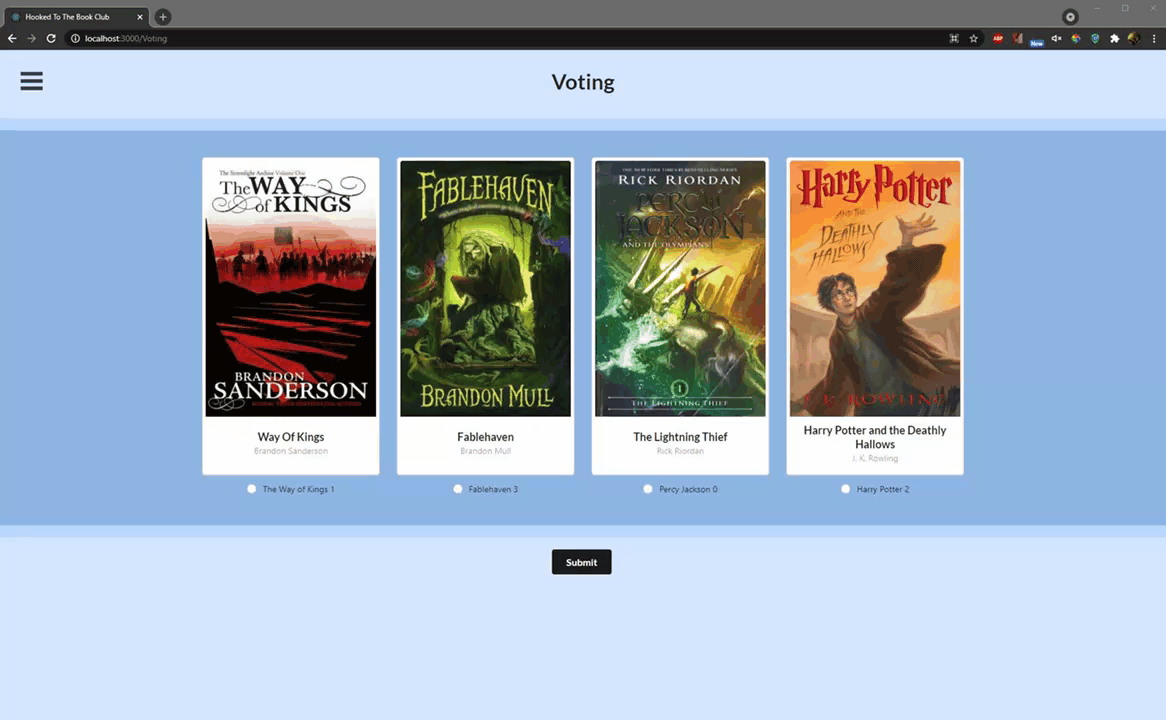 Hooked To The Book Club
localhost:3000/Voting
ABP
New
Voting
The Stormlight Archive Volume One
The WAY
of KINGS
BRANDON
SANDERSON
FABLEHAVEN
BRANDON MULL
THE NEW YORK TIMES BESTSELLING SERIES
RICK RIORDAN
PERCY
JACKSON
AND THE OLYMPIANS
1
THE LIGHTNING THIEF
Harry Potter
AND THE
DEATHLY
HALLOWS
J. K. ROWLING
Way Of Kings
Brandon Sanderson
Fablehaven
Brandon Mull
The Lightning Thief
Rick Riordan
Harry Potter and the Deathly
Hallows
J. K. Rowling
The Way of Kings 1
Fablehaven 3
Percy Jackson 0
Harry Potter 2
Submit